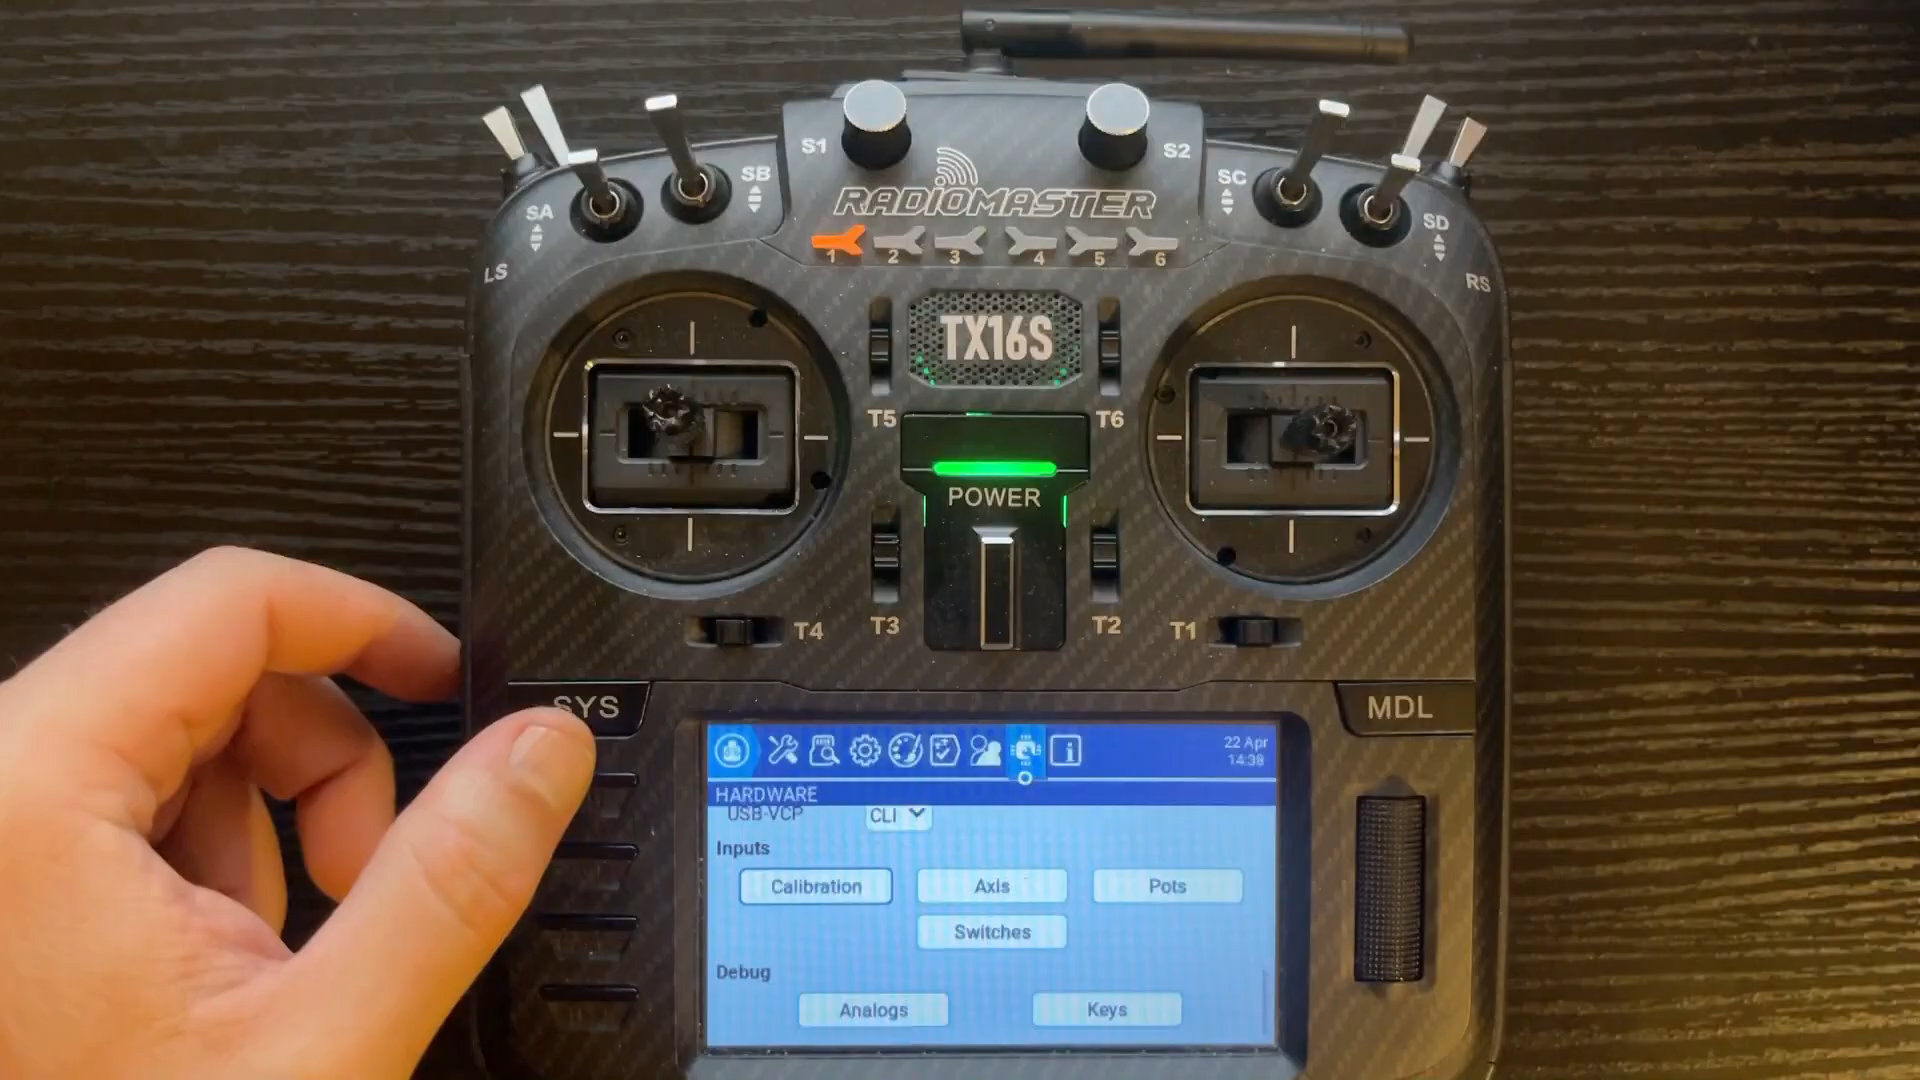 S1
S2
SB
SC
SA
SD
RADIOMASTER
1 2 3 4 5 6
LS
RS
TX16S
T5
T6
POWER
T4
T3
T2
T1
SYS
MDL
22 Apr
14:38
HARDWARE
USB-VCP CLI
Inputs
Calibration Axis Pots
Switches
Debug
Analogs Keys